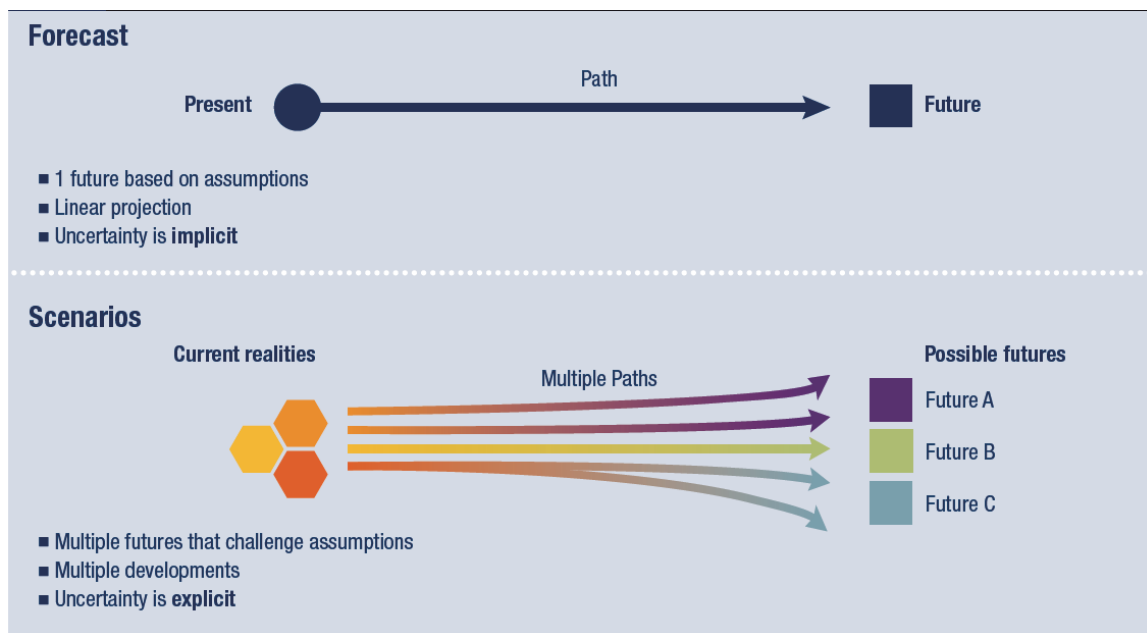 Forecast
Path
Present
Future
■ 1 future based on assumptions
■ Linear projection
■ Uncertainty is implicit
Scenarios
Current realities
Possible futures
Multiple Paths
Future A
Future B
Future C
■ Multiple futures that challenge assumptions
■ Multiple developments
■ Uncertainty is explicit